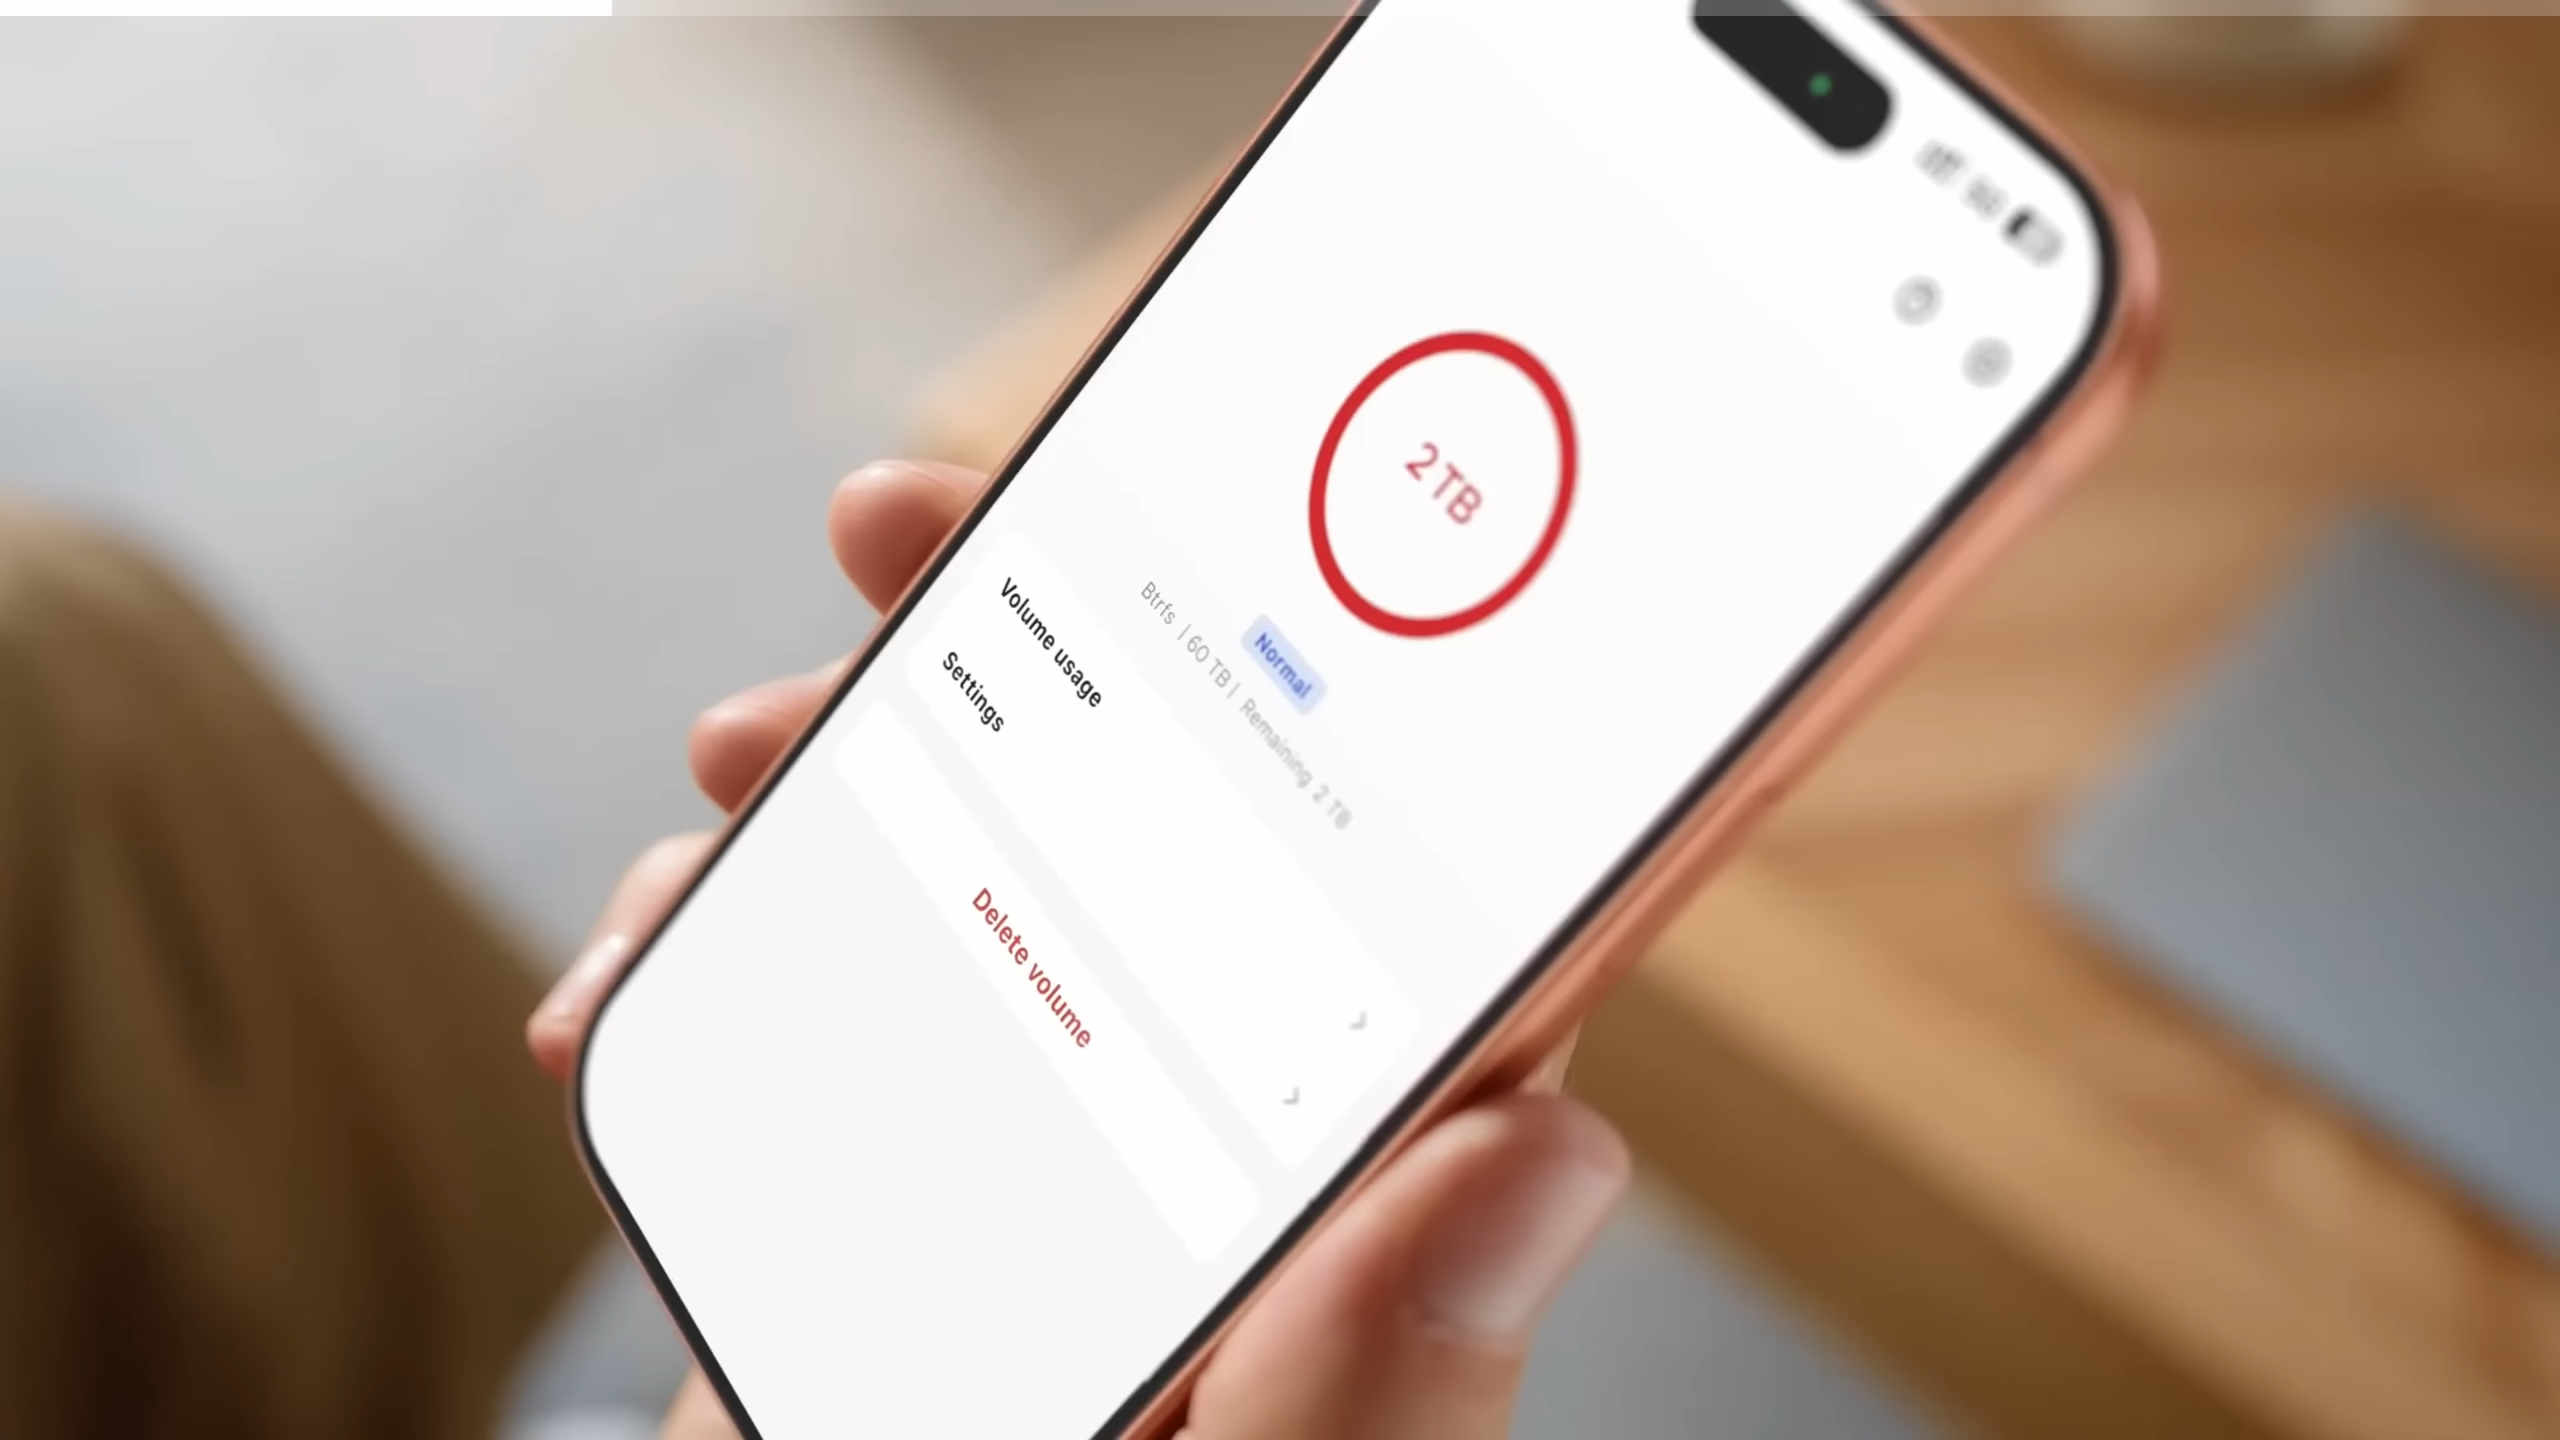 2 TB
Normal
Btrfs | 60 TB | Remaining 2 TB
Volume usage
Settings
Delete volume